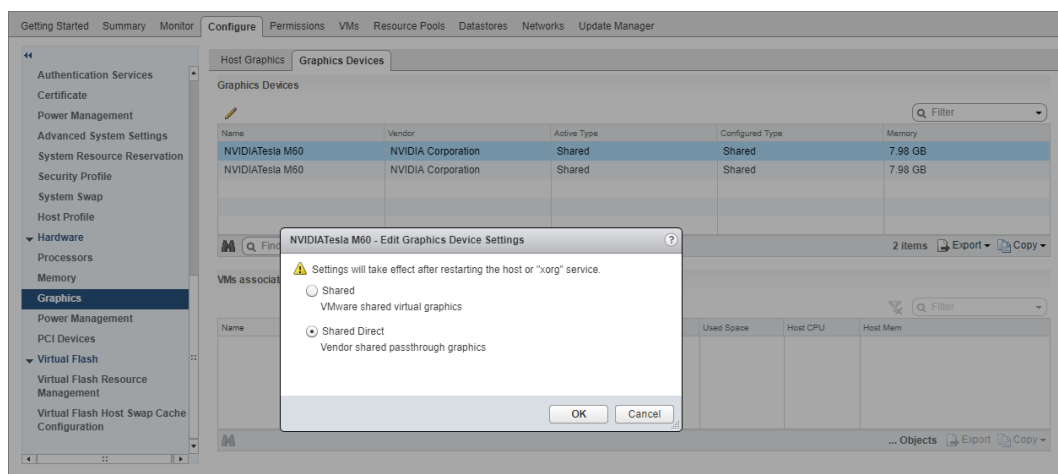 Getting Started Summary Monitor Configure Permissions VMs Resource Pools Datastores Networks Update Manager
Authentication Services
Certificate
Power Management
Advanced System Settings
System Resource Reservation
Security Profile
System Swap
Host Profile
Hardware
Processors
Memory
Graphics
Power Management
PCI Devices
Virtual Flash
Virtual Flash Resource
Management
Virtual Flash Host Swap Cache
Configuration
Host Graphics Graphics Devices
Graphics Devices
Filter
Name Vendor Active Type Configured Type Memory
NVIDIATesla M60 NVIDIA Corporation Shared Shared 7.98 GB
NVIDIATesla M60 NVIDIA Corporation Shared Shared 7.98 GB
2 items Export Copy
VMs associat
Filter
Name Used Space Host CPU Host Mem
... Objects Export Copy
NVIDIATesla M60 - Edit Graphics Device Settings ?
Settings will take effect after restarting the host or "xorg" service.
Shared
VMware shared virtual graphics
Shared Direct
Vendor shared passthrough graphics
OK Cancel